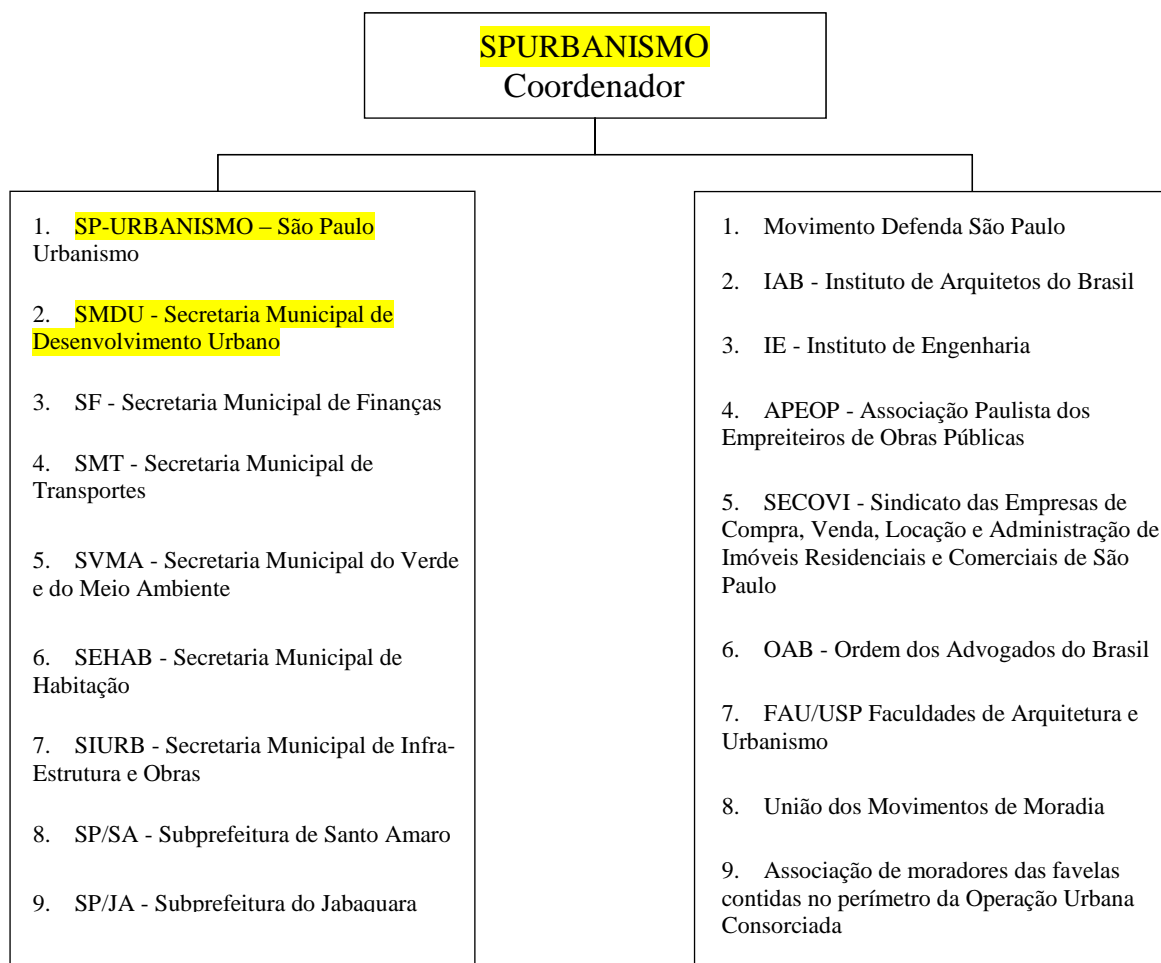 SPURBANISMO
Coordenador
1. SP-URBANISMO – São Paulo
Urbanismo
2. SMDU - Secretaria Municipal de
Desenvolvimento Urbano
3. SF - Secretaria Municipal de Finanças
4. SMT - Secretaria Municipal de
Transportes
5. SVMA - Secretaria Municipal do Verde
e do Meio Ambiente
6. SEHAB - Secretaria Municipal de
Habitação
7. SIURB - Secretaria Municipal de Infra-
Estrutura e Obras
8. SP/SA - Subprefeitura de Santo Amaro
9. SP/JA - Subprefeitura do Jabaquara
1. Movimento Defenda São Paulo
2. IAB - Instituto de Arquitetos do Brasil
3. IE - Instituto de Engenharia
4. APEOP - Associação Paulista dos
Empreiteiros de Obras Públicas
5. SECOVI - Sindicato das Empresas de
Compra, Venda, Locação e Administração de
Imóveis Residenciais e Comerciais de São
Paulo
6. OAB - Ordem dos Advogados do Brasil
7. FAU/USP Faculdades de Arquitetura e
Urbanismo
8. União dos Movimentos de Moradia
9. Associação de moradores das favelas
contidas no perímetro da Operação Urbana
Consorciada